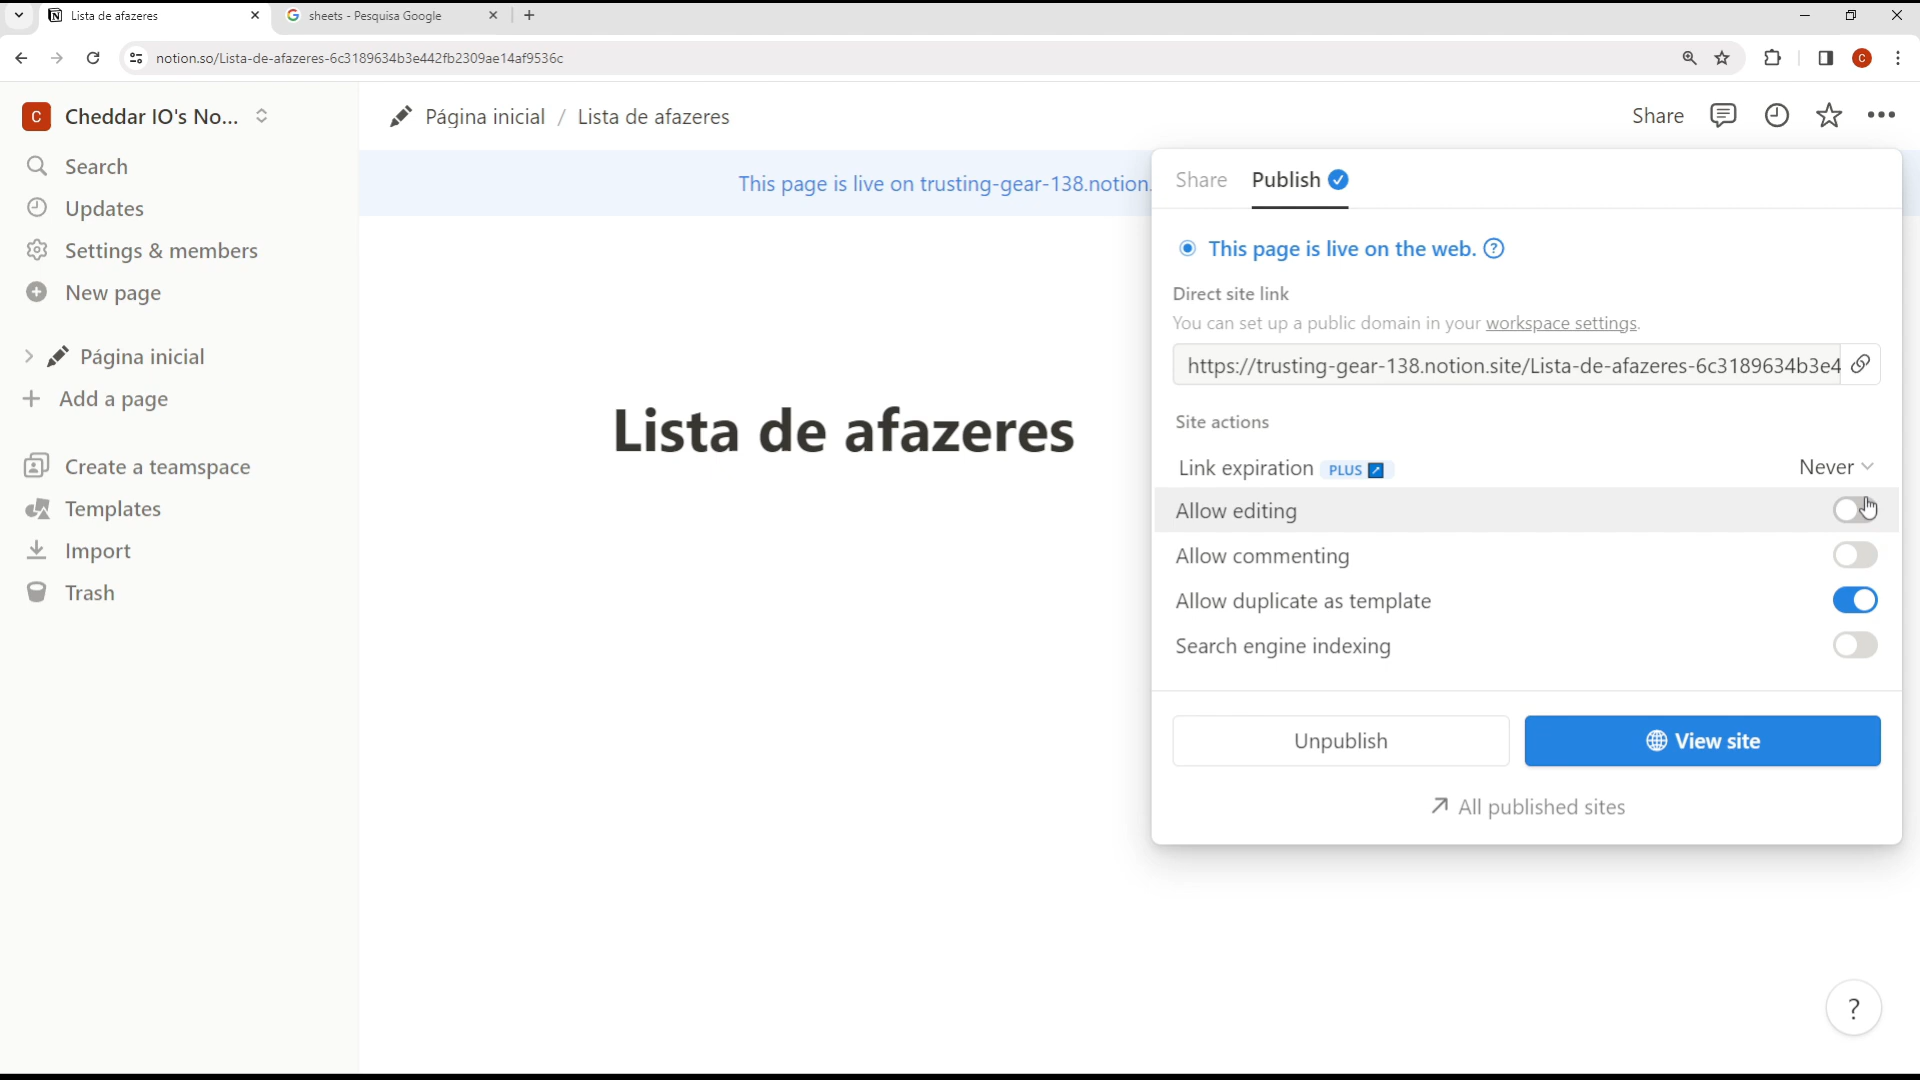 Lista de afazeres
sheets - Pesquisa Google
notion.so/Lista-de-afazeres-6c3189634b3e442fb2309ae14af9536c
C
C Cheddar IO's No...
Search
Updates
Settings & members
New page
Página inicial
Add a page
Create a teamspace
Templates
Import
Trash
Página inicial / Lista de afazeres
Share
This page is live on trusting-gear-138.notion.
Lista de afazeres
Share Publish
This page is live on the web.
Direct site link
You can set up a public domain in your workspace settings.
https://trusting-gear-138.notion.site/Lista-de-afazeres-6c3189634b3e4
Site actions
Link expiration PLUS Never
Allow editing
Allow commenting
Allow duplicate as template
Search engine indexing
Unpublish View site
All published sites
?